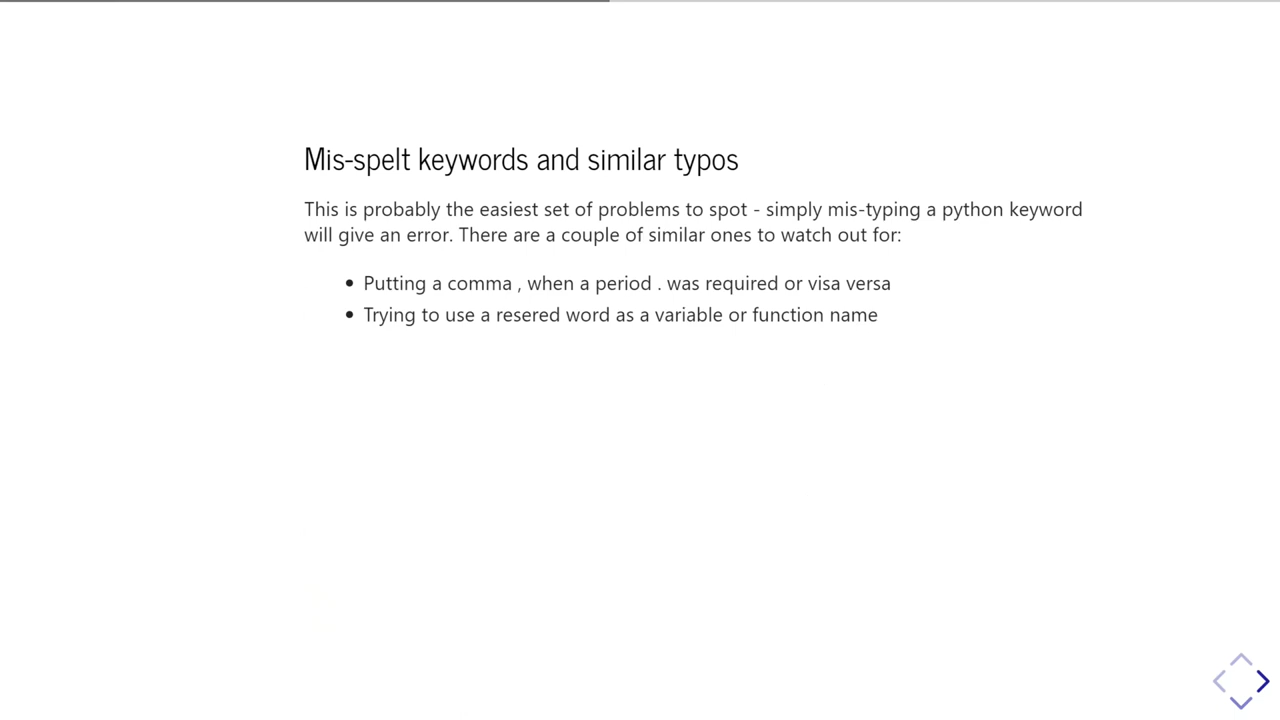 Mis-spelt keywords and similar typos
This is probably the easiest set of problems to spot - simply mis-typing a python keyword
will give an error. There are a couple of similar ones to watch out for:
• Putting a comma , when a period . was required or visa versa
• Trying to use a resered word as a variable or function name